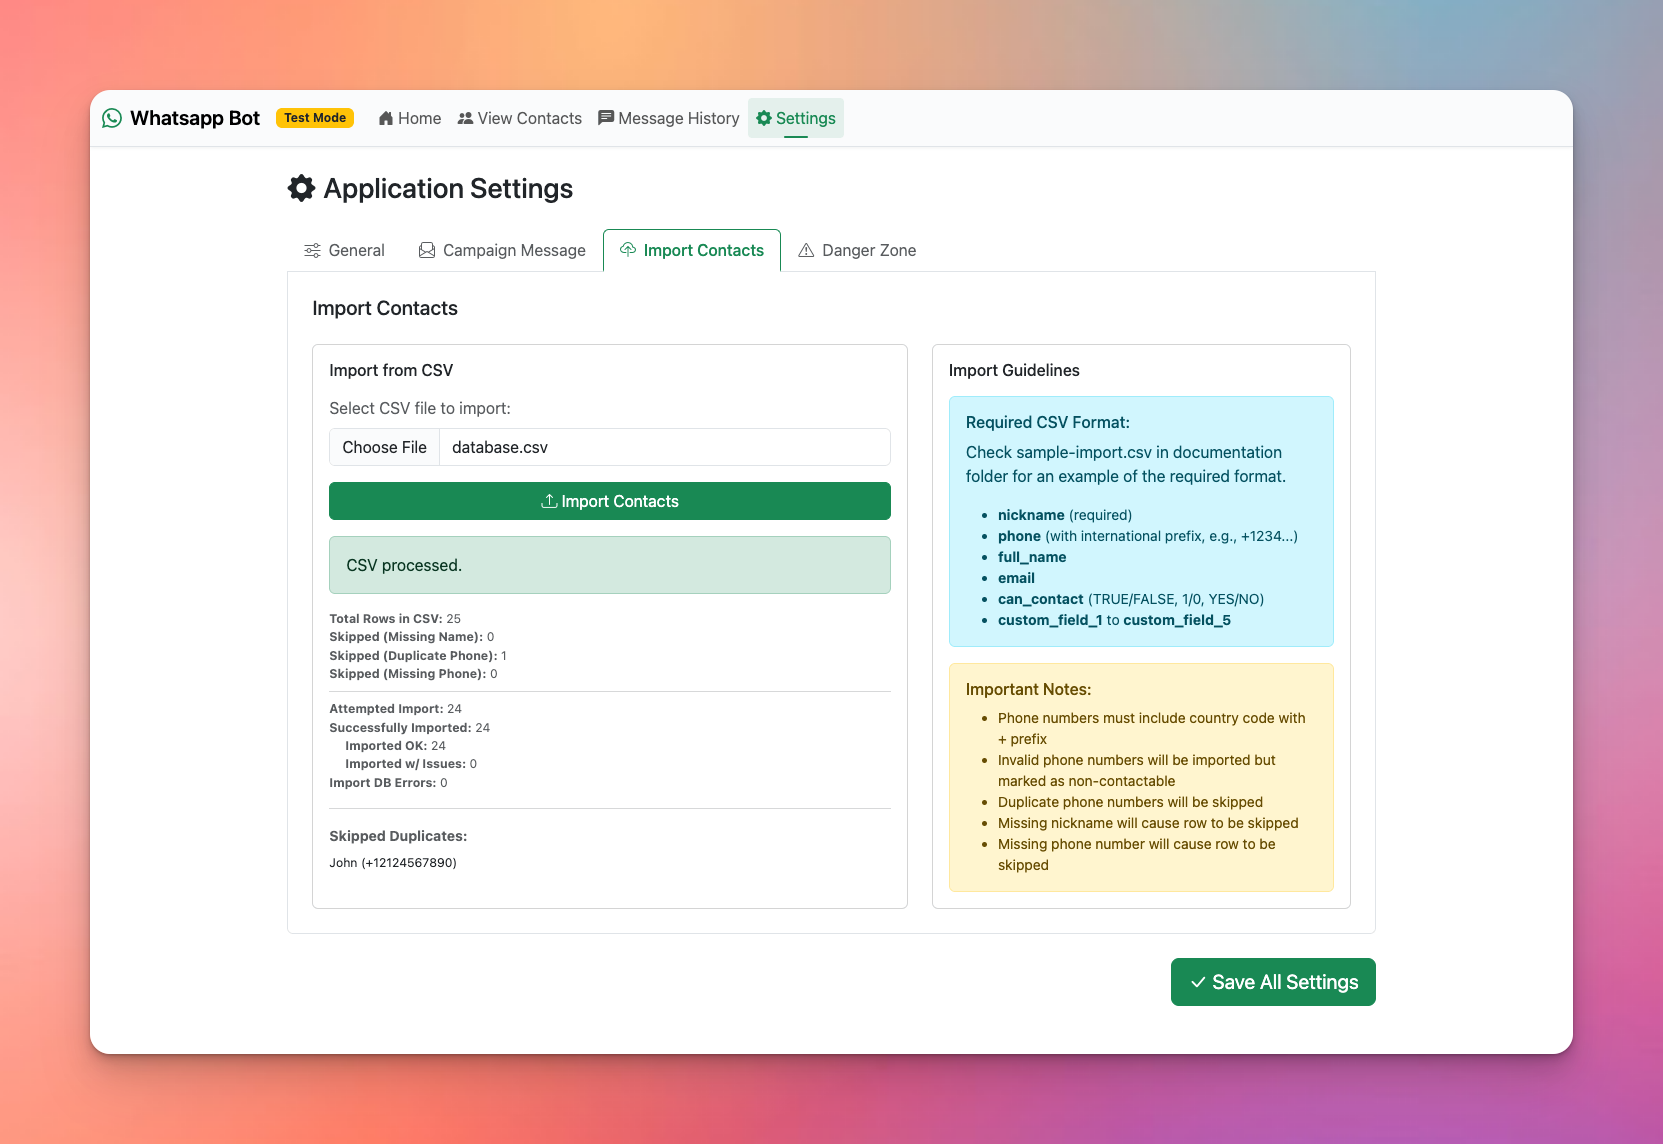 Whatsapp Bot
Test Mode
Home
View Contacts
Message History
Settings
Application Settings
General
Campaign Message
Import Contacts
Danger Zone
Import Contacts
Import from CSV
Select CSV file to import:
Choose File
database.csv
Import Contacts
CSV processed.
Total Rows in CSV: 25
Skipped (Missing Name): 0
Skipped (Duplicate Phone): 1
Skipped (Missing Phone): 0
Attempted Import: 24
Successfully Imported: 24
Imported OK: 24
Imported w/ Issues: 0
Import DB Errors: 0
Skipped Duplicates:
John (+12124567890)
Import Guidelines
Required CSV Format:
Check sample-import.csv in documentation
folder for an example of the required format.
• nickname (required)
• phone (with international prefix, e.g., +1234...)
• full_name
• email
• can_contact (TRUE/FALSE, 1/0, YES/NO)
• custom_field_1 to custom_field_5
Important Notes:
• Phone numbers must include country code with
+ prefix
• Invalid phone numbers will be imported but
marked as non-contactable
• Duplicate phone numbers will be skipped
• Missing nickname will cause row to be skipped
• Missing phone number will cause row to be
skipped
Save All Settings